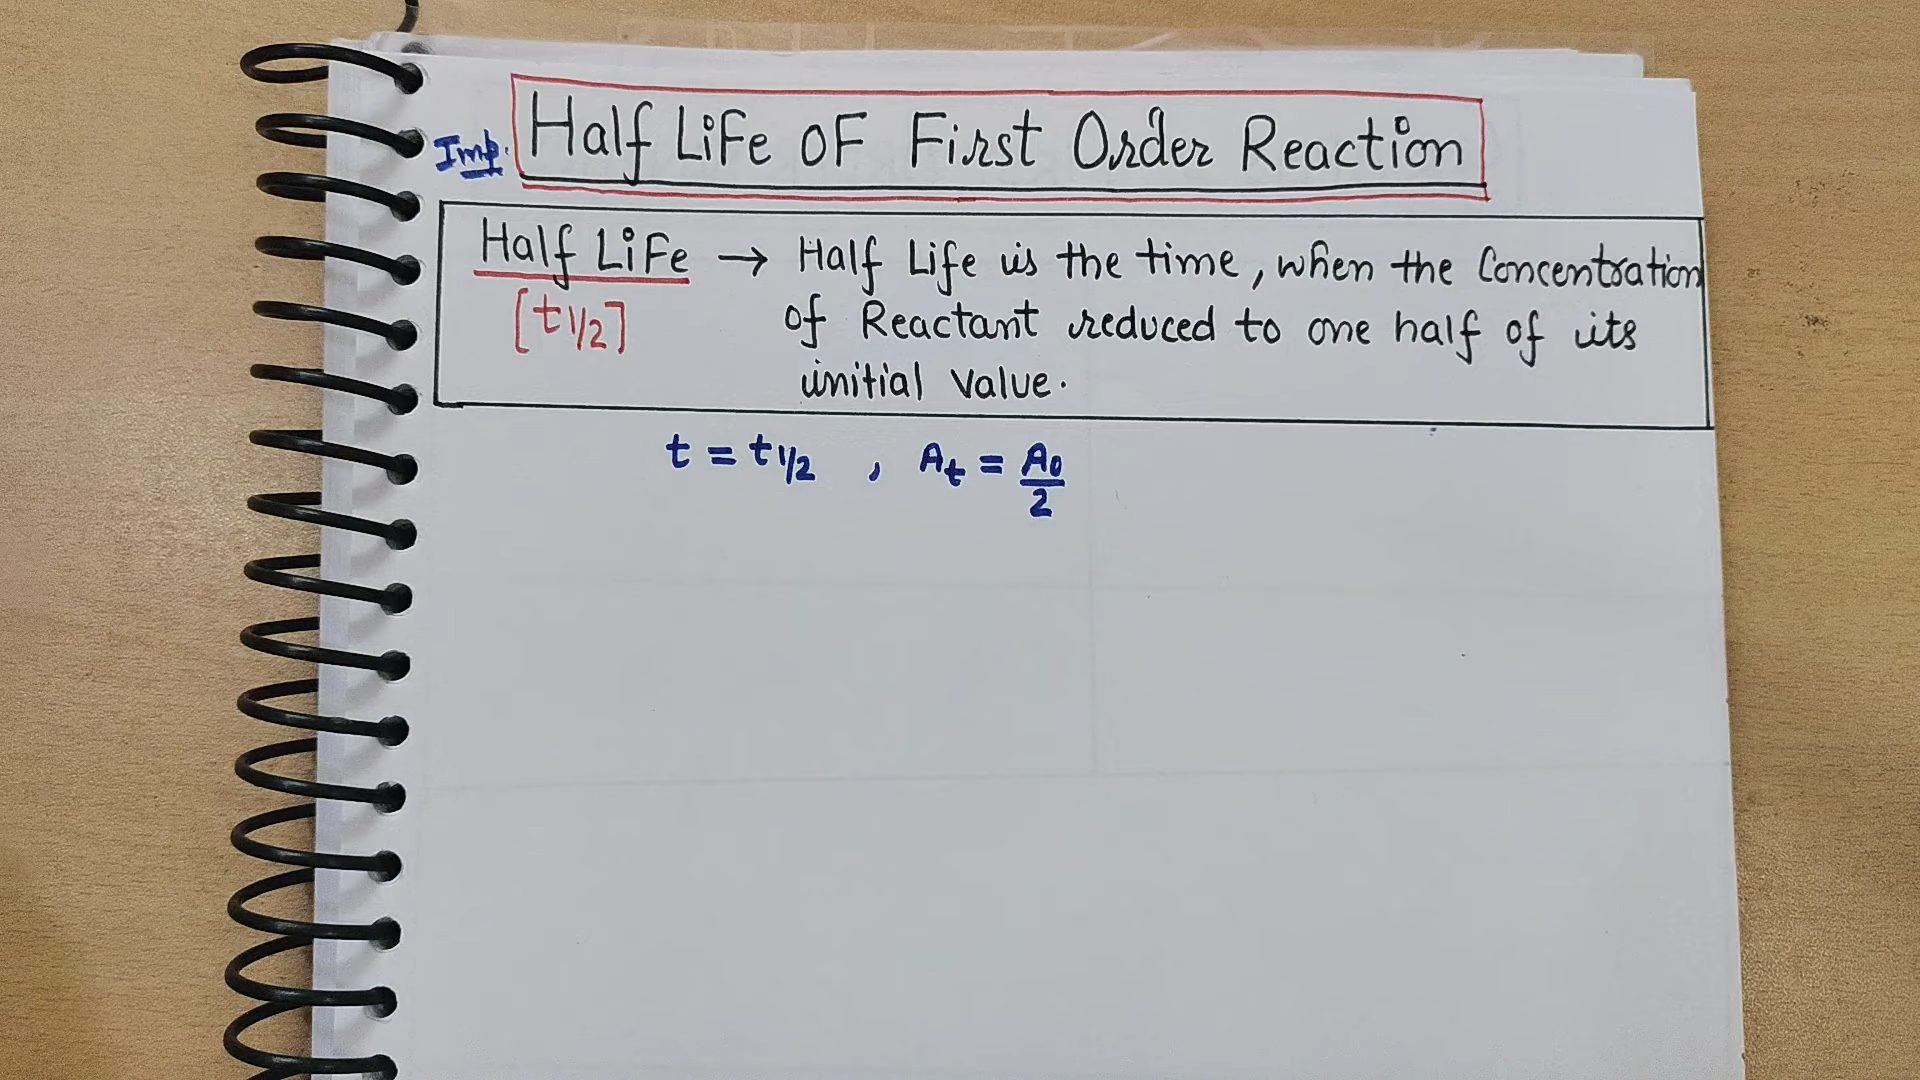 Imp. Half Life of First Order Reaction
Half Life → Half Life is the time, when the Concentration
[t1/2] of Reactant reduced to one half of its
initial value.
t = t1/2 , At = A0/2